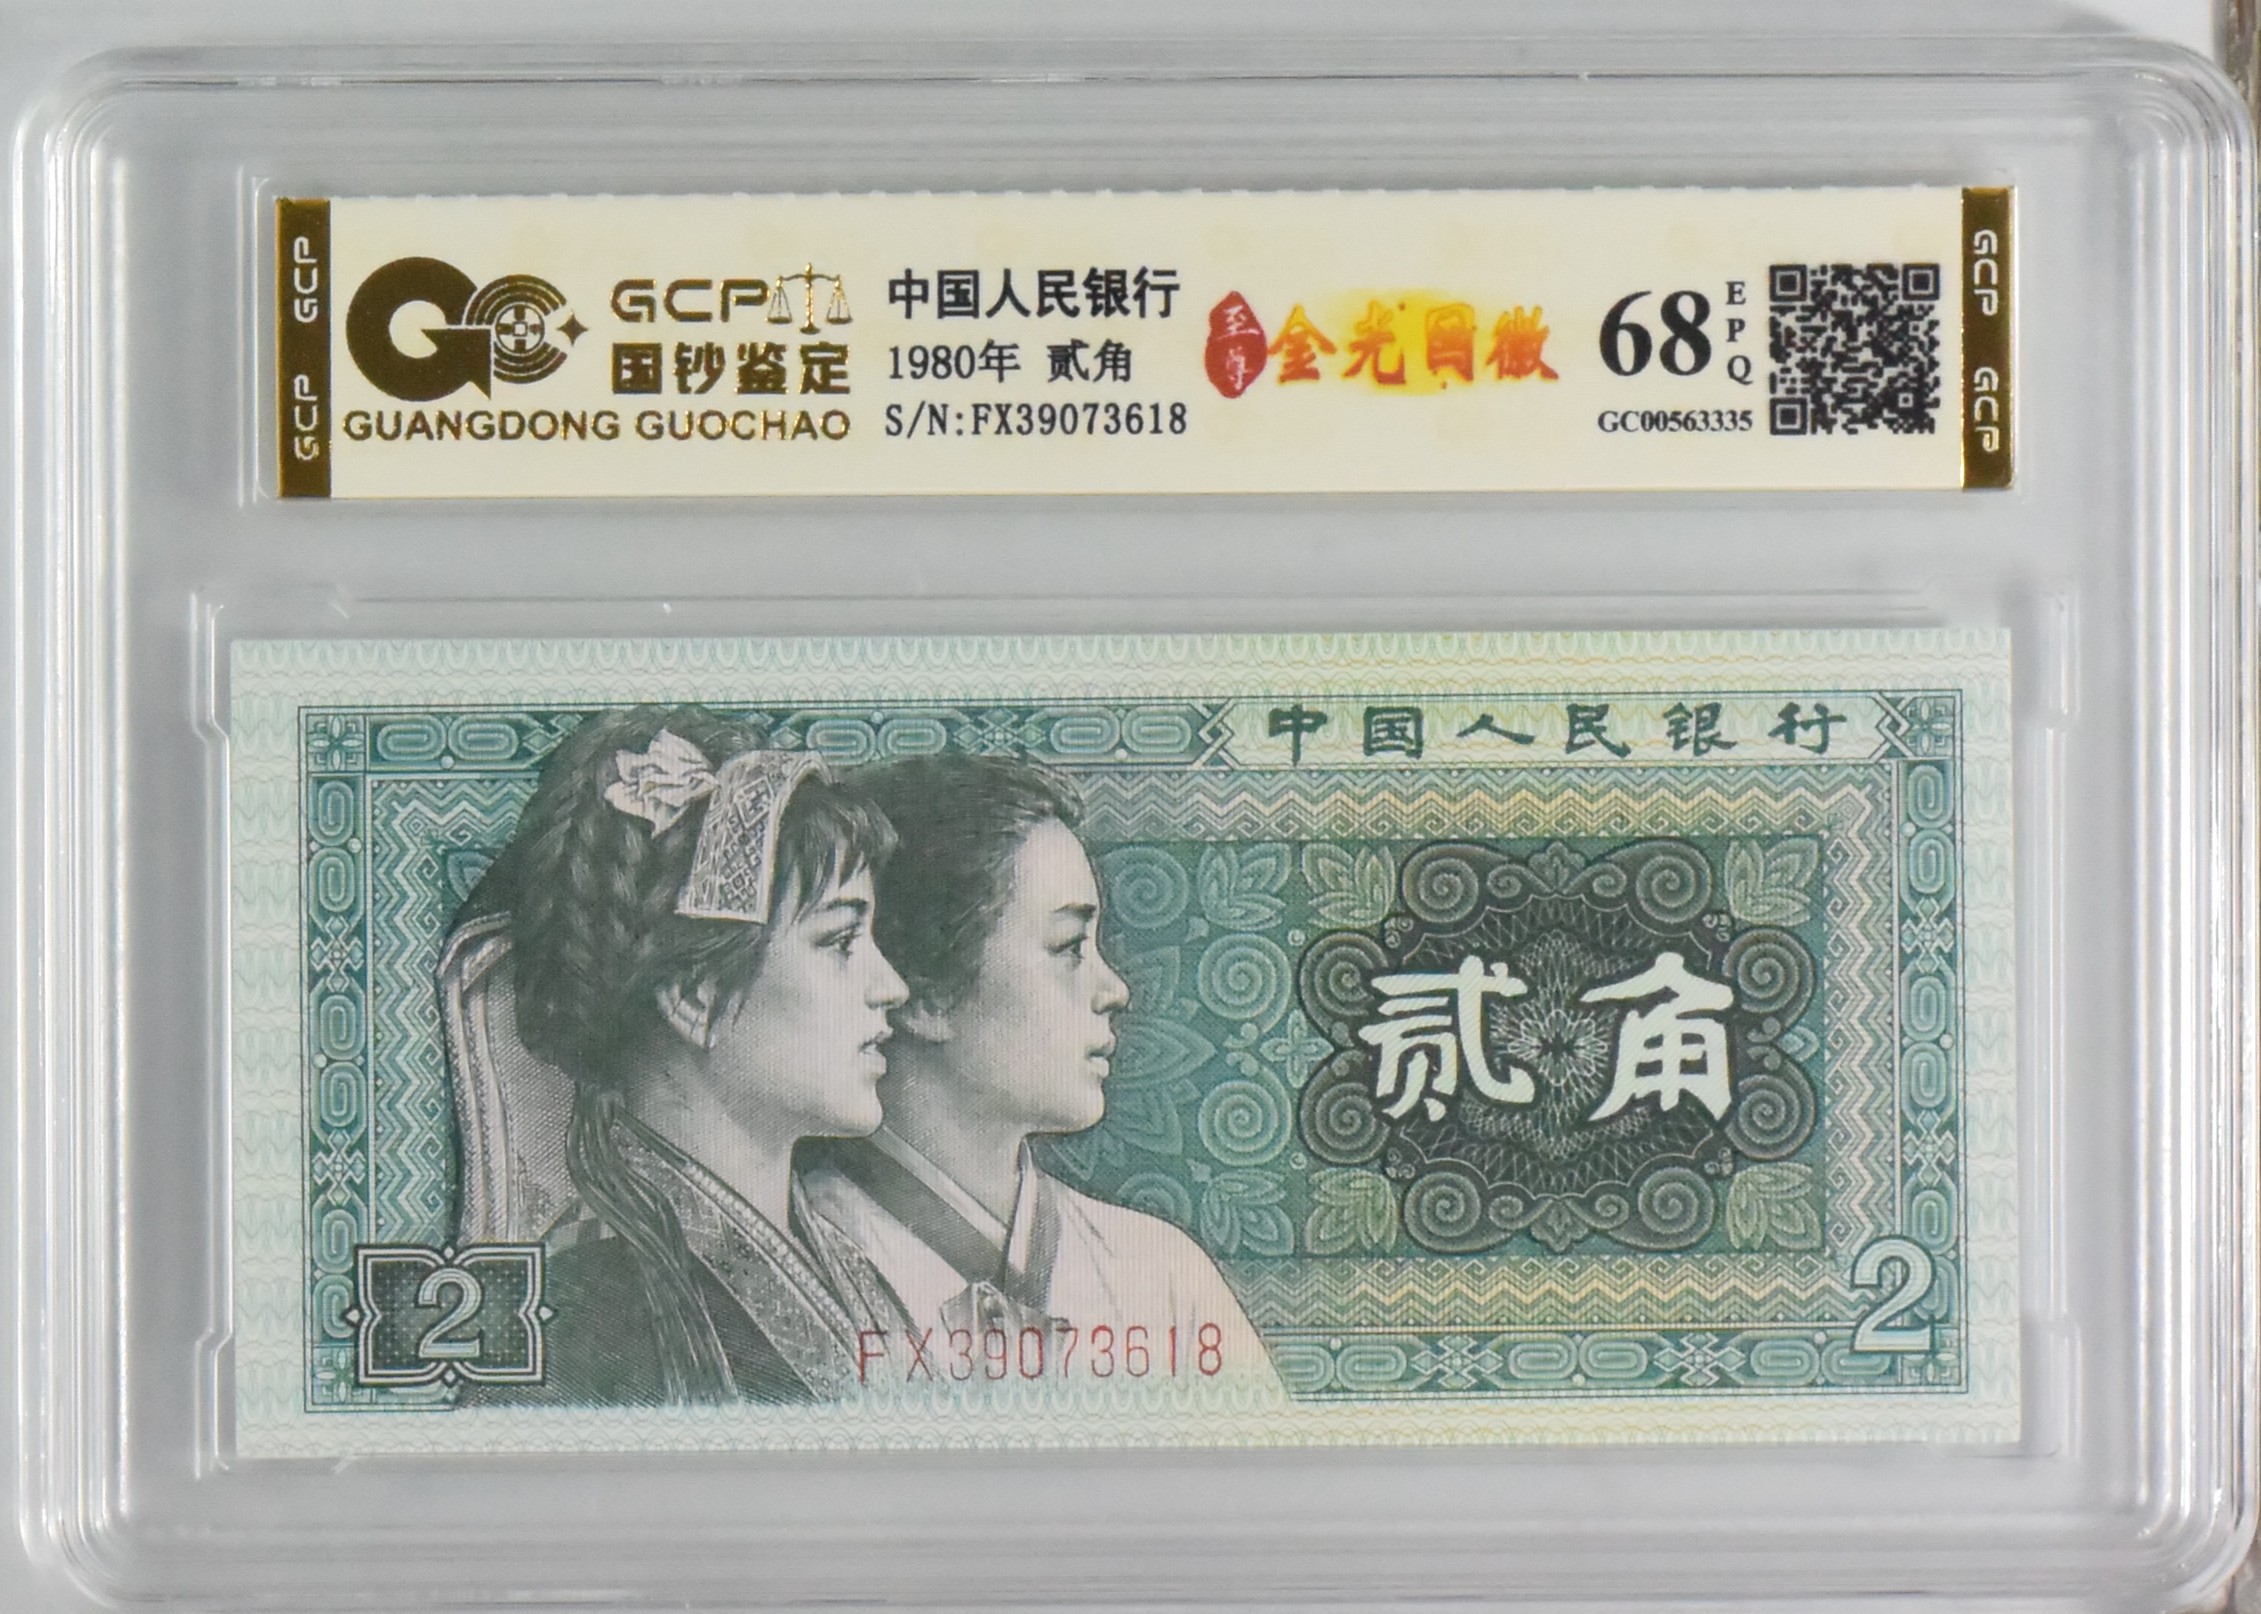 GCP GCP
GCP
国钞鉴定
GUANGDONG GUOCHAO
中国人民银行
1980年 贰角
S/N:FX39073618
至尊
金光国徽
68
EPQ
GC00563335
GCP GCP
中国人民银行
贰角
2
2
FX39073618